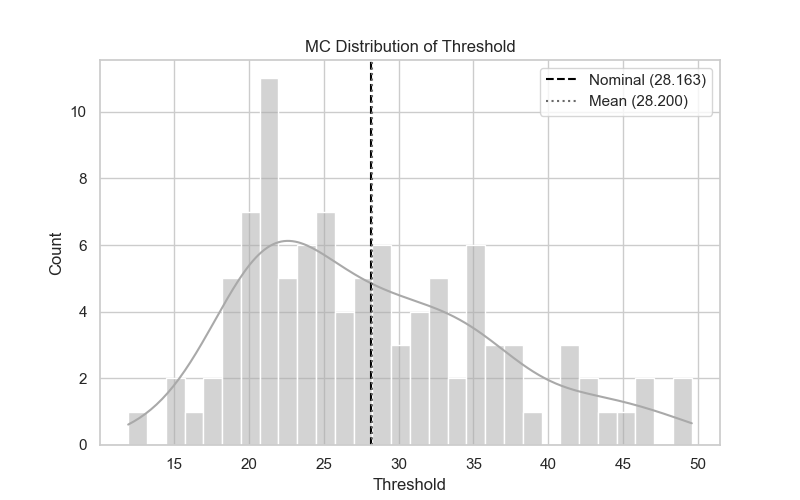 MC Distribution of Threshold
Nominal (28.163)
Mean (28.200)
Count
10
8
6
4
2
0
15 20 25 30 35 40 45 50
Threshold